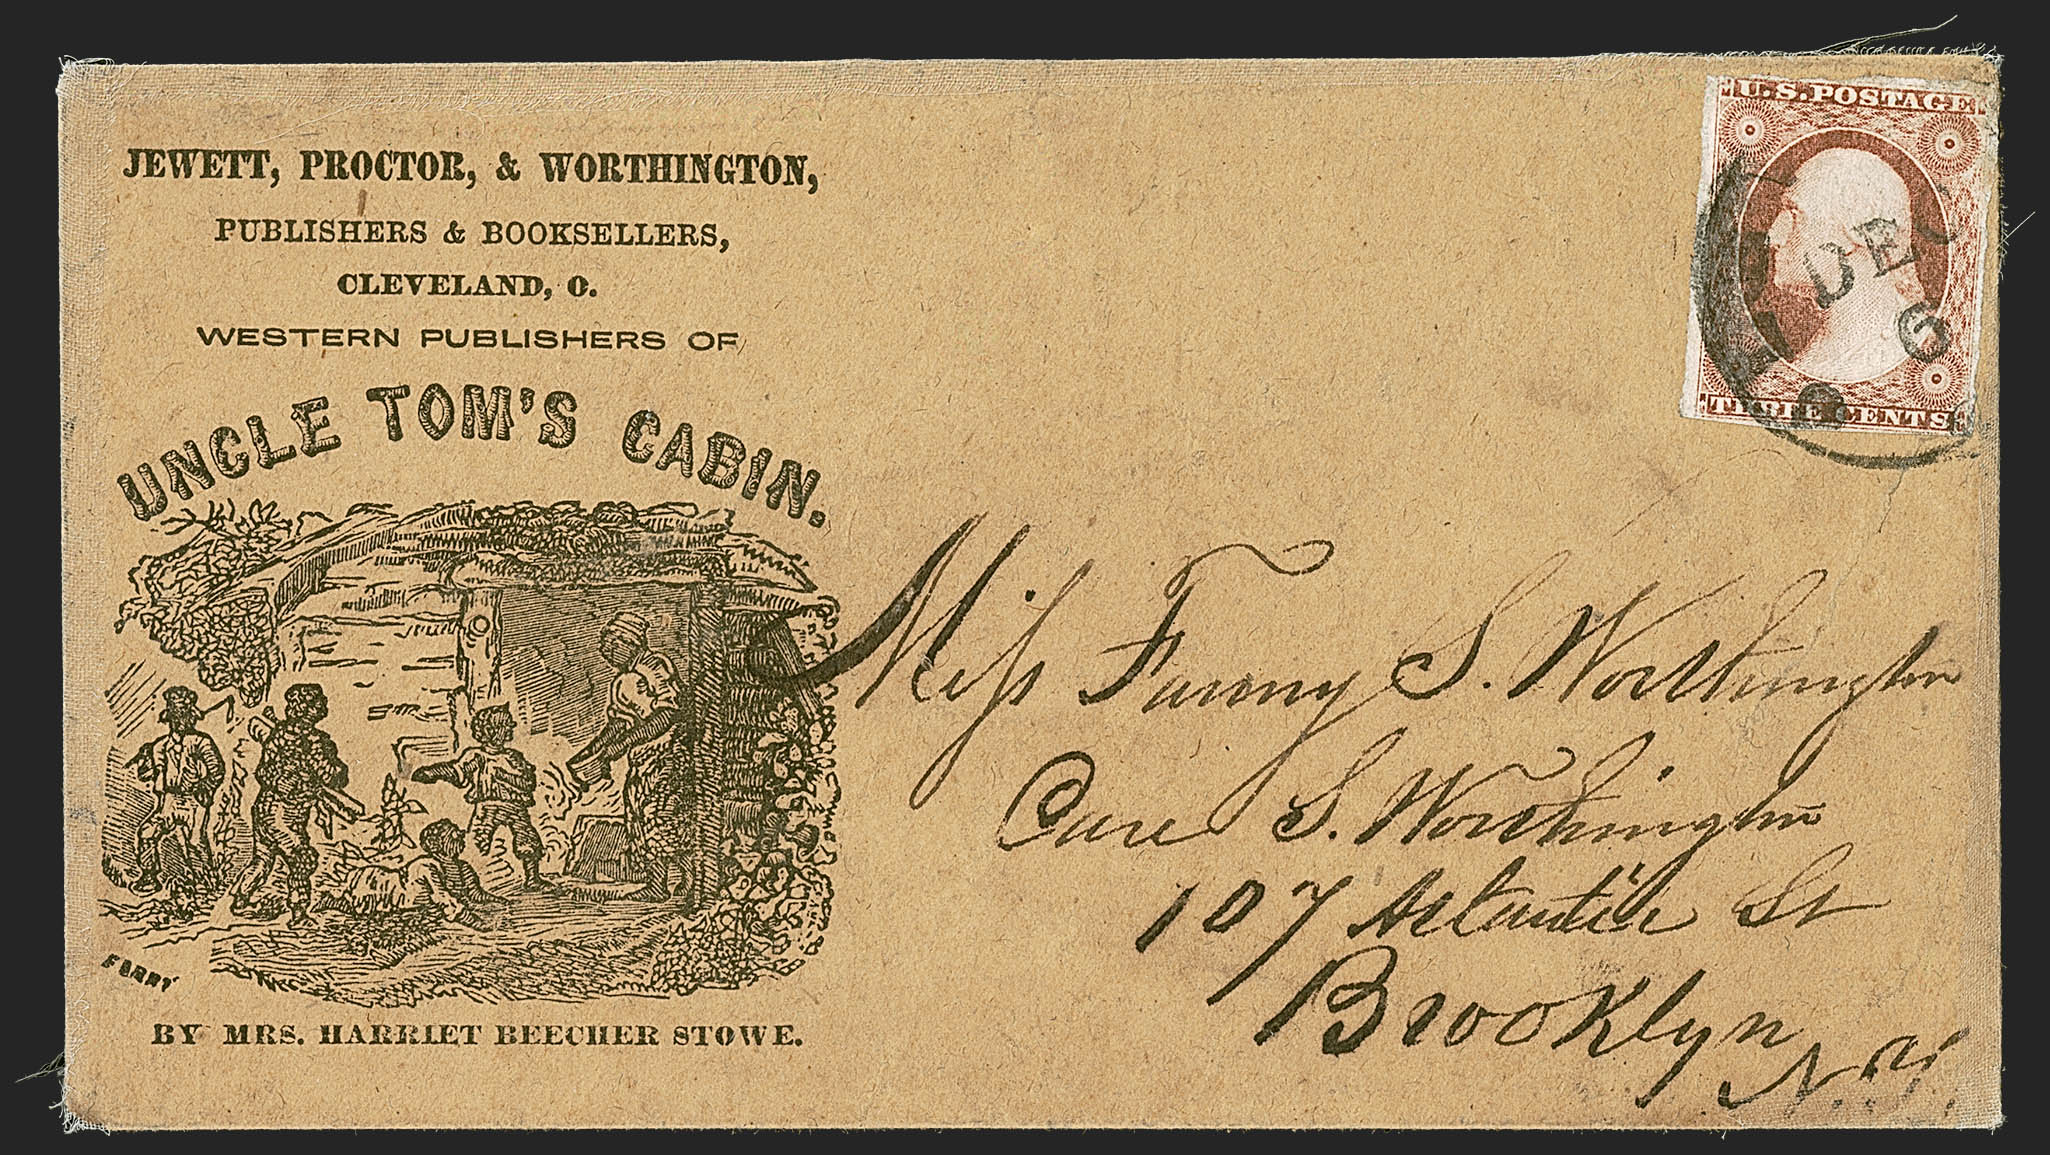 JEWETT, PROCTOR, & WORTHINGTON,
PUBLISHERS & BOOKSELLERS,
CLEVELAND, O.
WESTERN PUBLISHERS OF
UNCLE TOM'S CABIN.
BY MRS. HARRIET BEECHER STOWE.
U.S. POSTAGE
THREE CENTS
DEC
6
O
Miss Fanny S. Worthington
Care S. Worthington
107 Atlantic St
Brooklyn
N. Y.